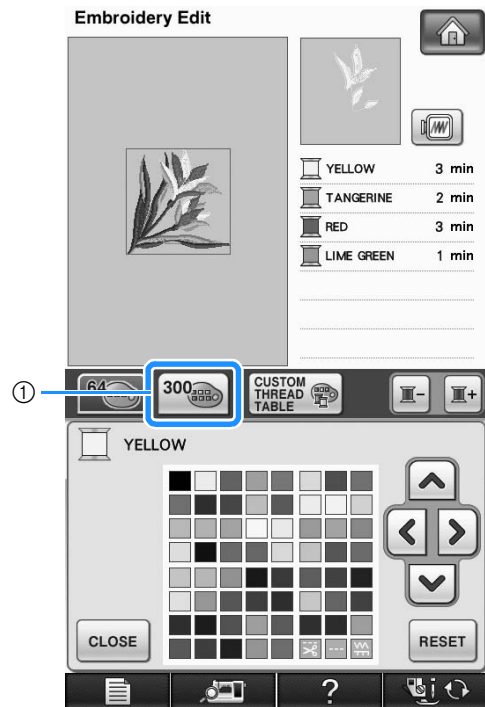 Embroidery Edit
YELLOW 3 min
TANGERINE 2 min
RED 3 min
LIME GREEN 1 min
① 64 300 CUSTOM THREAD TABLE - +
YELLOW
CLOSE RESET
?